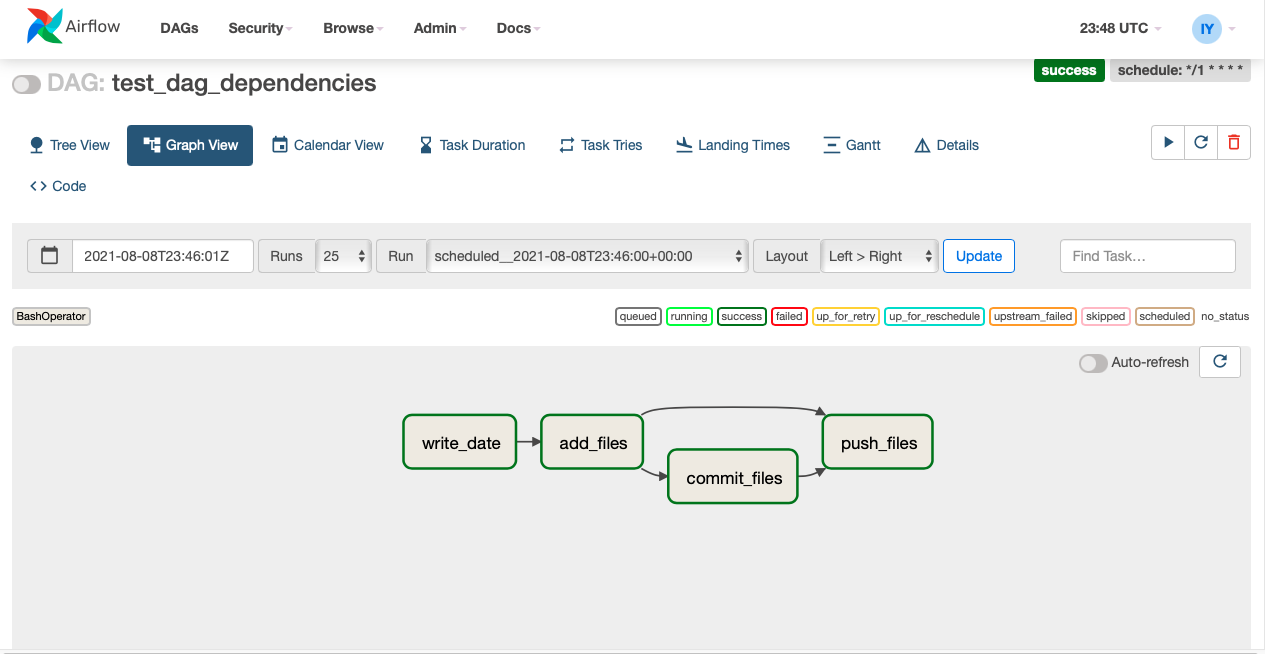 Airflow DAGs Security Browse Admin Docs 23:48 UTC IY
DAG: test_dag_dependencies success schedule: */1 * * * *
Tree View Graph View Calendar View Task Duration Task Tries Landing Times Gantt Details
Code
2021-08-08T23:46:01Z Runs 25 Run scheduled__2021-08-08T23:46:00+00:00 Layout Left > Right Update Find Task...
BashOperator queued running success failed up_for_retry up_for_reschedule upstream_failed skipped scheduled no_status
Auto-refresh
write_date add_files push_files
commit_files